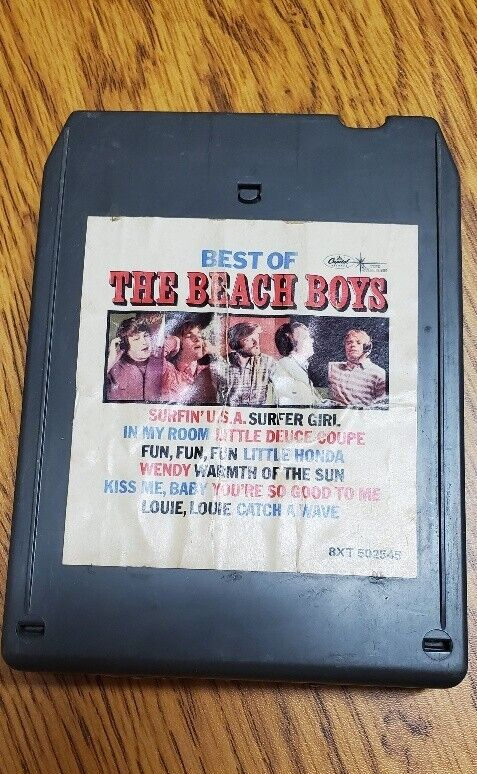 BEST OF
Capitol
THE BEACH BOYS
SURFIN' U.S.A. SURFER GIRL
IN MY ROOM LITTLE DEUCE COUPE
FUN, FUN, FUN LITTLE HONDA
WENDY WARMTH OF THE SUN
KISS ME, BABY YOU'RE SO GOOD TO ME
LOUIE, LOUIE CATCH A WAVE
8XT 502545